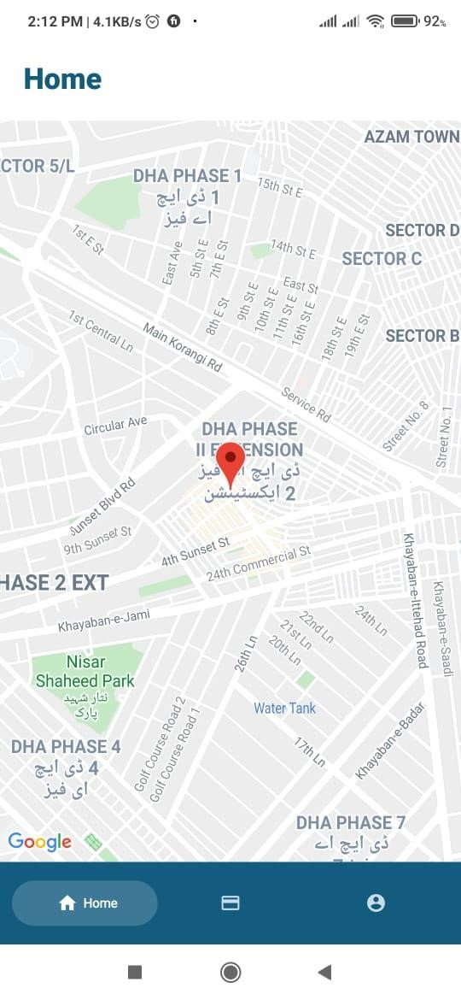 2:12 PM | 4.1KB/s
92%
Home
AZAM TOWN
CTOR 5/L
DHA PHASE 1
ڈی ایچ 1
اے فیز
15th St E
1st E St
East Ave
5th St E
7th E St
14th St E
SECTOR D
SECTOR C
East St
8th E St
9th St E
10th St E
11th St E
16th St E
18th St E
19th E St
SECTOR B
1st Central Ln
Main Korangi Rd
Service Rd
Street No. 8
Street No. 1
Circular Ave
DHA PHASE
II EXTENSION
ڈی ایچ اے فیز
2 ایکسٹینشن
Sunset Blvd Rd
9th Sunset St
4th Sunset St
24th Commercial St
HASE 2 EXT
Khayaban-e-Ittehad Road
Khayaban-e-Saadi
Khayaban-e-Jami
26th Ln
22nd Ln
21st Ln
20th Ln
24th Ln
Nisar
Shaheed Park
نثار شہید
پارک
Water Tank
Golf Course Road 2
Golf Course Road 1
17th Ln
Khayaban-e-Badar
DHA PHASE 4
ڈی ایچ 4
ای فیز
DHA PHASE 7
ڈی ایچ اے
Google
Home